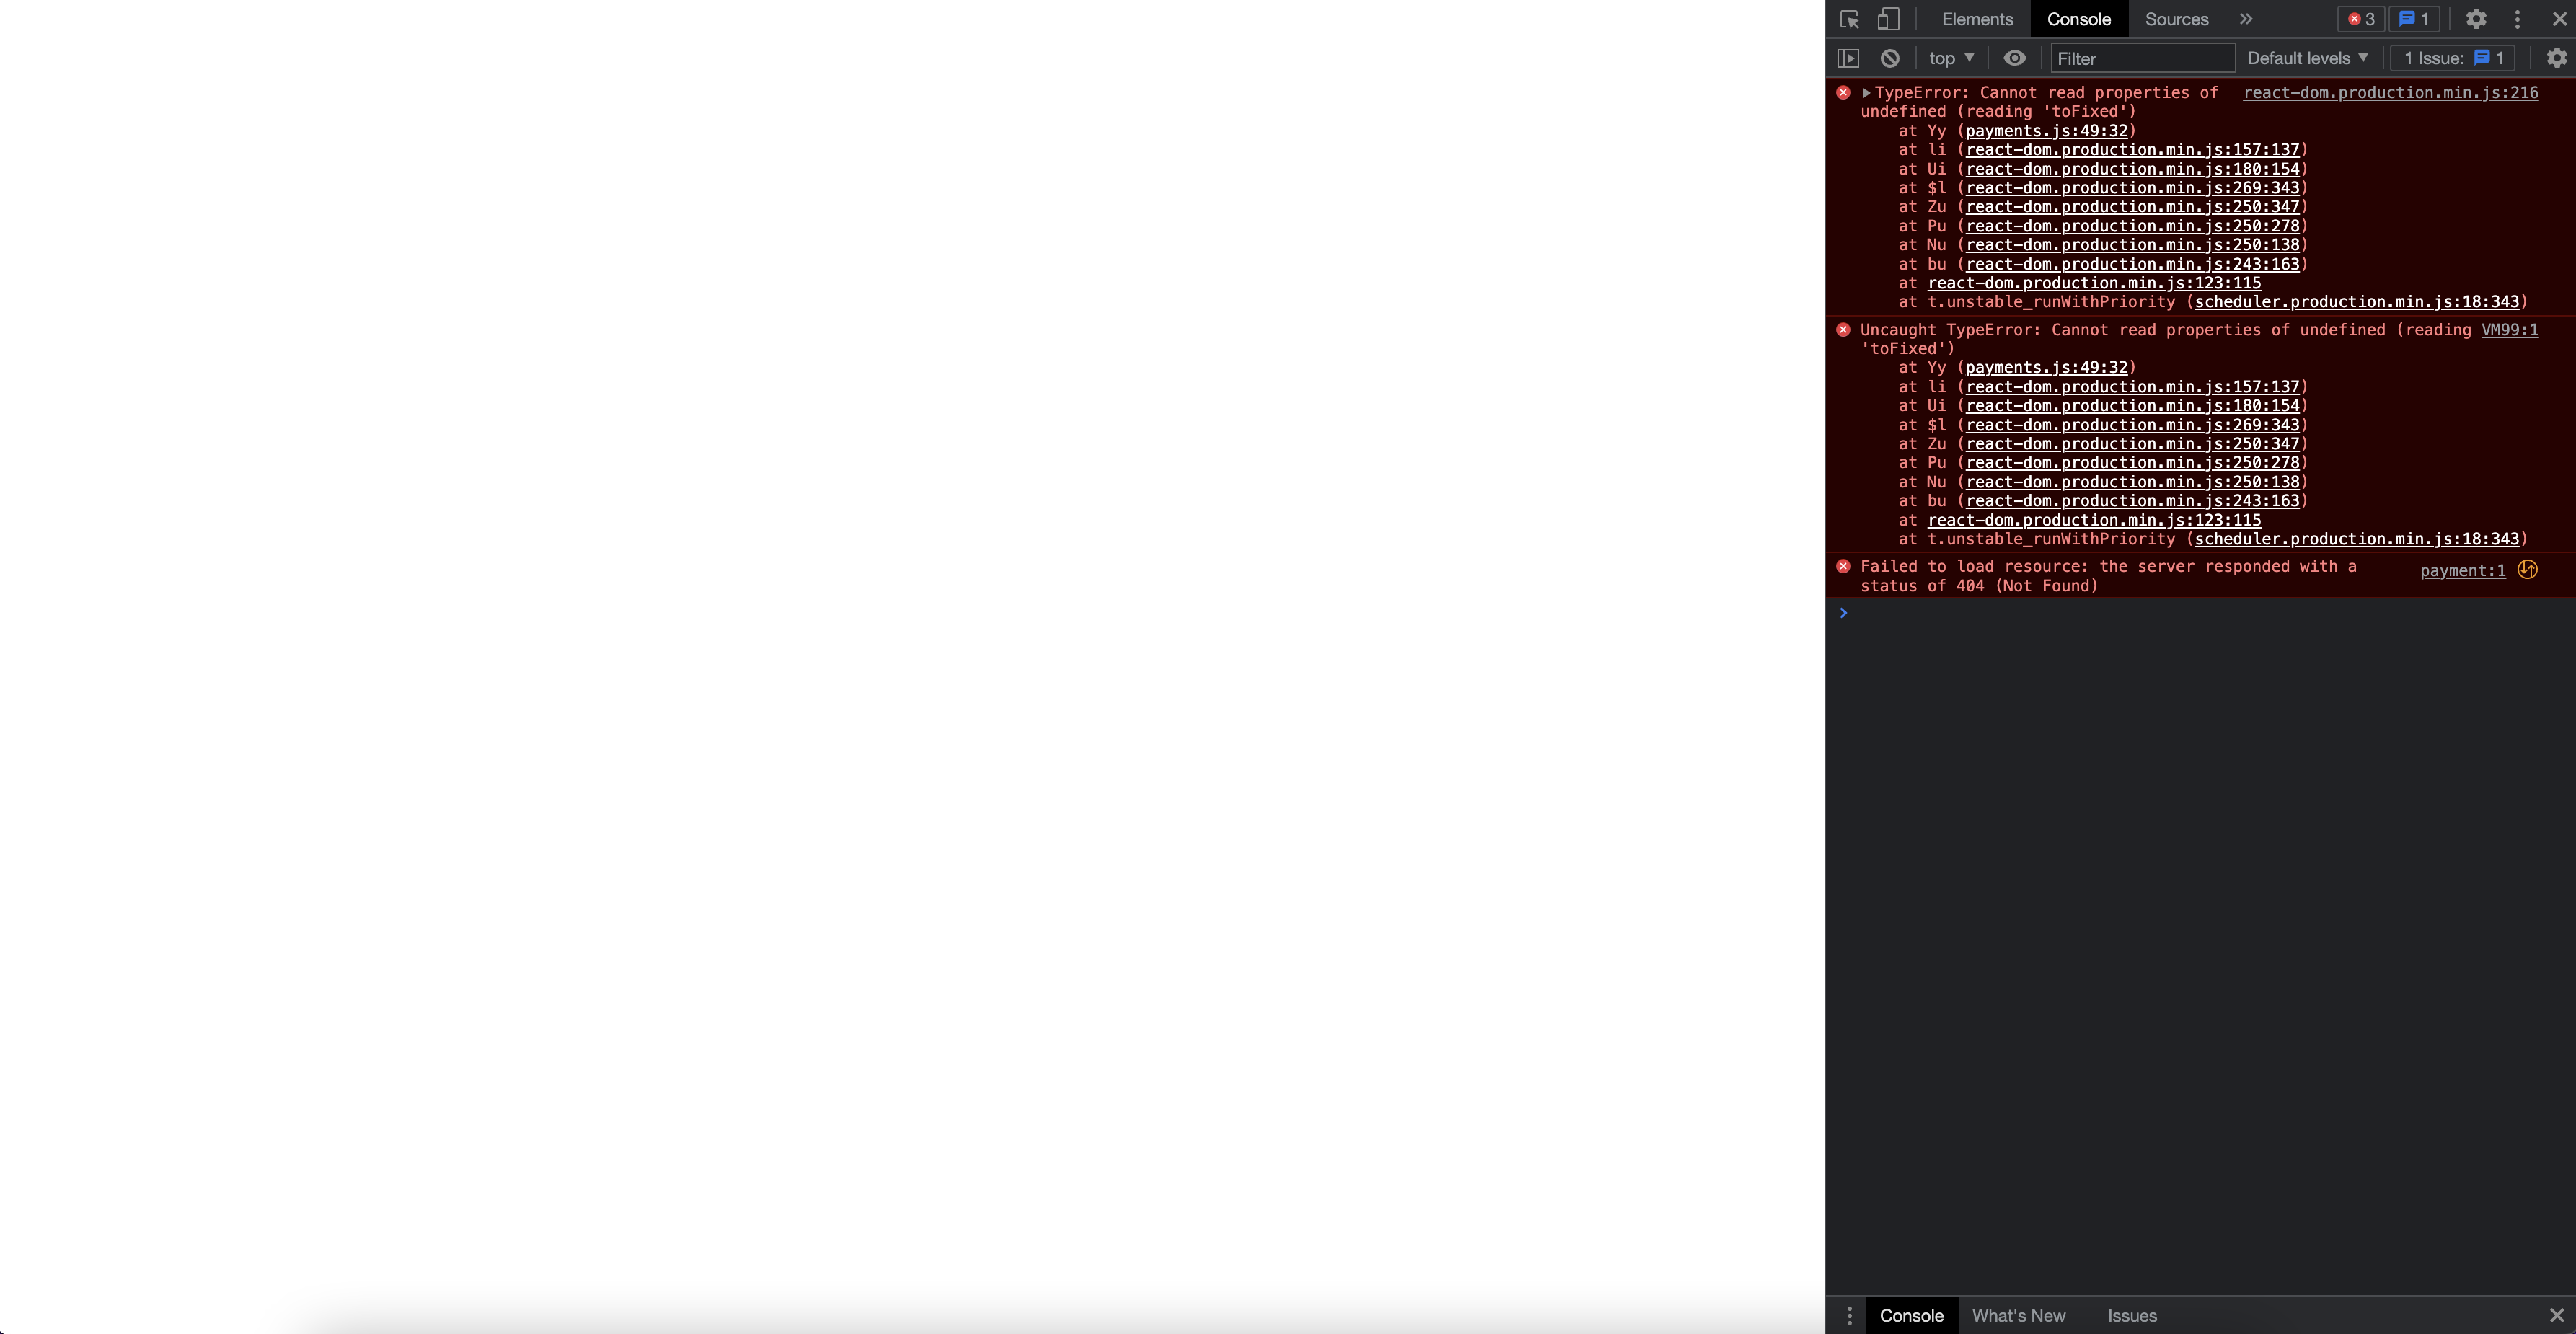 Elements Console Sources 3 1
top Filter Default levels 1 Issue: 1
TypeError: Cannot read properties of react-dom.production.min.js:216
undefined (reading 'toFixed')
at Yy (payments.js:49:32)
at li (react-dom.production.min.js:157:137)
at Ui (react-dom.production.min.js:180:154)
at $l (react-dom.production.min.js:269:343)
at Zu (react-dom.production.min.js:250:347)
at Pu (react-dom.production.min.js:250:278)
at Nu (react-dom.production.min.js:250:138)
at bu (react-dom.production.min.js:243:163)
at react-dom.production.min.js:123:115
at t.unstable_runWithPriority (scheduler.production.min.js:18:343)
Uncaught TypeError: Cannot read properties of undefined (reading VM99:1
'toFixed')
at Yy (payments.js:49:32)
at li (react-dom.production.min.js:157:137)
at Ui (react-dom.production.min.js:180:154)
at $l (react-dom.production.min.js:269:343)
at Zu (react-dom.production.min.js:250:347)
at Pu (react-dom.production.min.js:250:278)
at Nu (react-dom.production.min.js:250:138)
at bu (react-dom.production.min.js:243:163)
at react-dom.production.min.js:123:115
at t.unstable_runWithPriority (scheduler.production.min.js:18:343)
Failed to load resource: the server responded with a payment:1
status of 404 (Not Found)
Console What's New Issues